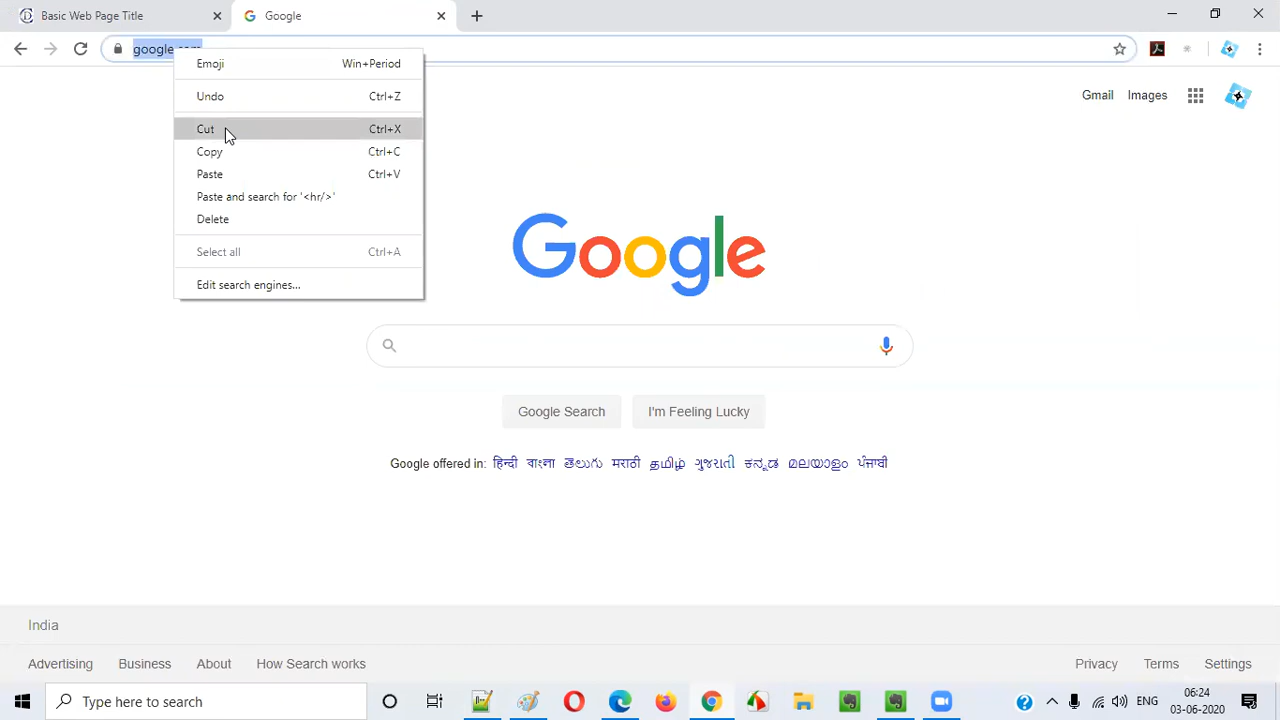 Basic Web Page Title
Google
google.com
Emoji Win+Period
Undo Ctrl+Z
Cut Ctrl+X
Copy Ctrl+C
Paste Ctrl+V
Paste and search for '<hr/>'
Delete
Select all Ctrl+A
Edit search engines...
Gmail Images
Google
Google Search I'm Feeling Lucky
Google offered in: हिन्दी বাংলা తెలుగు मराठी தமிழ் ગુજરાતી ಕನ್ನಡ മലയാളം ਪੰਜਾਬੀ
India
Advertising Business About How Search works Privacy Terms Settings
Type here to search
ENG
06:24
03-06-2020